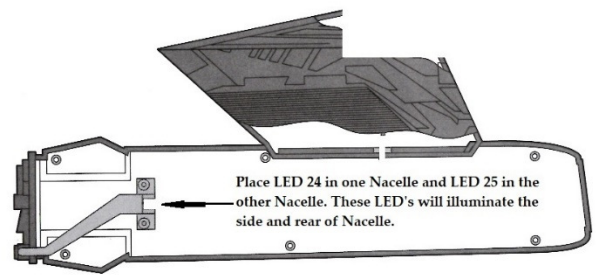 Place LED 24 in one Nacelle and LED 25 in the
other Nacelle. These LED's will illuminate the
side and rear of Nacelle.